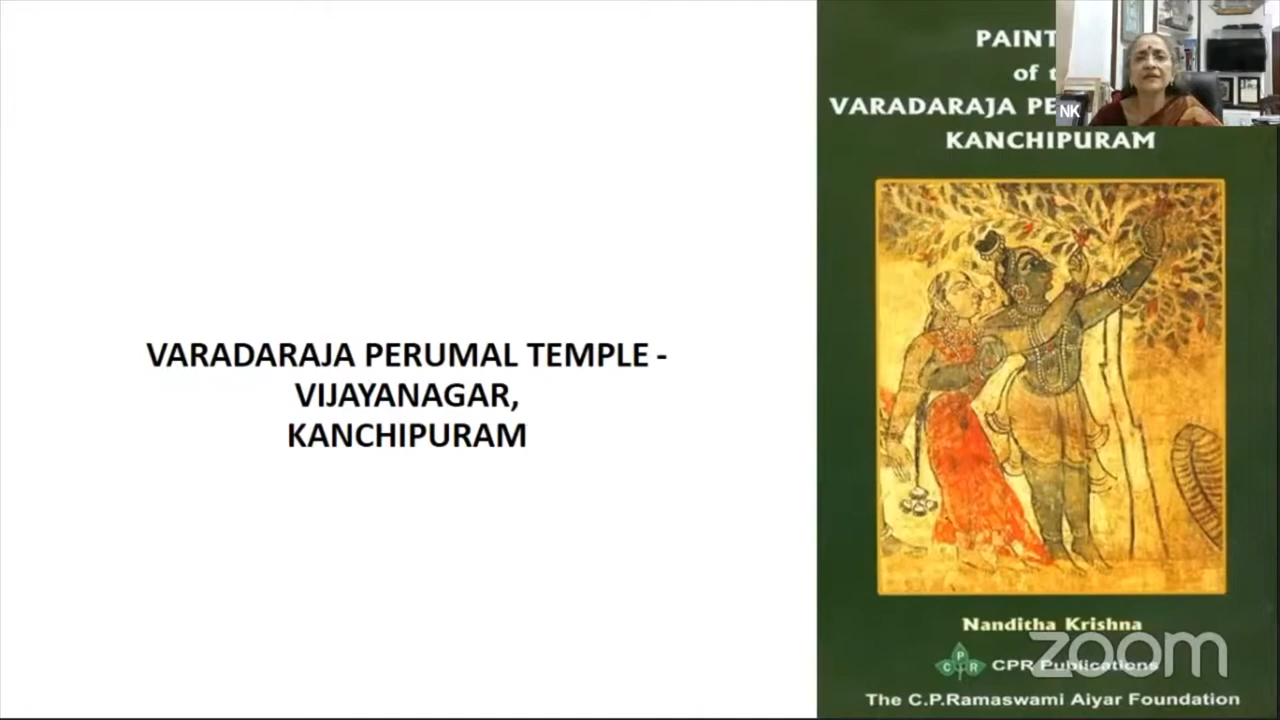 VARADARAJA PERUMAL TEMPLE -
VIJAYANAGAR,
KANCHIPURAM
PAINT
of t
VARADARAJA PE
KANCHIPURAM
NK
Nanditha Krishna
CPR
CPR Publications
The C.P.Ramaswami Aiyar Foundation
zoom